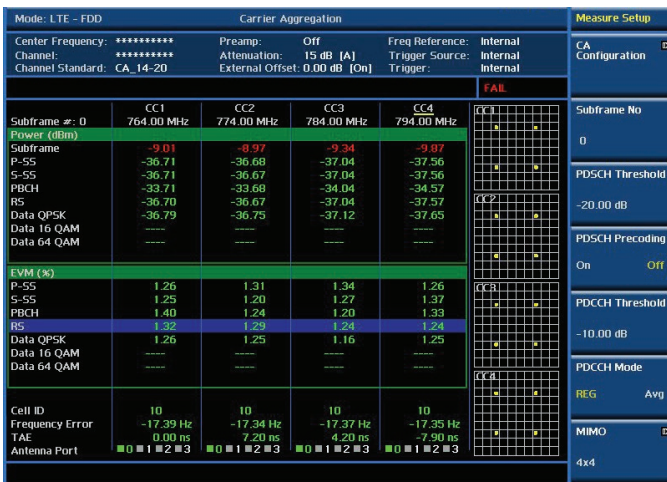 Mode: LTE - FDD Carrier Aggregation Measure Setup
Center Frequency: ********** Preamp: Off Freq Reference: Internal
Channel: ********** Attenuation: 15 dB [A] Trigger Source: Internal
Channel Standard: CA_14-20 External Offset: 0.00 dB [On] Trigger: Internal
FAIL
CC1 CC2 CC3 CC4
Subframe #: 0 764.00 MHz 774.00 MHz 784.00 MHz 794.00 MHz
Power (dBm)
Subframe -9.01 -8.97 -9.34 -9.87
P-SS -36.71 -36.68 -37.04 -37.56
S-SS -36.71 -36.67 -37.04 -37.56
PBCH -33.71 -33.68 -34.04 -34.57
RS -36.70 -36.67 -37.04 -37.57
Data QPSK -36.79 -36.75 -37.12 -37.65
Data 16 QAM ---- ---- ---- ----
Data 64 QAM ---- ---- ---- ----
EVM (%)
P-SS 1.26 1.31 1.34 1.26
S-SS 1.25 1.20 1.27 1.37
PBCH 1.40 1.24 1.20 1.33
RS 1.32 1.29 1.24 1.24
Data QPSK 1.26 1.25 1.16 1.25
Data 16 QAM ---- ---- ---- ----
Data 64 QAM ---- ---- ---- ----
Cell ID 10 10 10 10
Frequency Error -17.39 Hz -17.34 Hz -17.37 Hz -17.35 Hz
TAE 0.00 ns 7.20 ns 4.20 ns -7.90 ns
Antenna Port 0 1 2 3 0 1 2 3 0 1 2 3 0 1 2 3
CC1
CC2
CC3
CC4
CA
Configuration
Subframe No
0
PDSCH Threshold
-20.00 dB
PDSCH Precoding
On Off
PDCCH Threshold
-10.00 dB
PDCCH Mode
REG Avg
MIMO
4x4